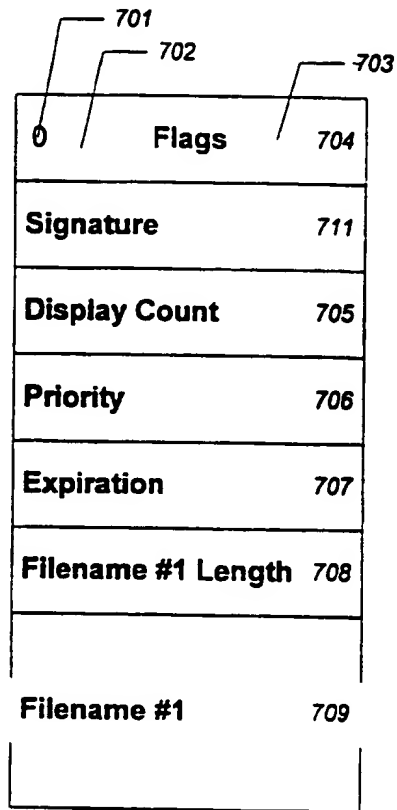 701
702
703
0 Flags 704
Signature 711
Display Count 705
Priority 706
Expiration 707
Filename #1 Length 708
Filename #1 709